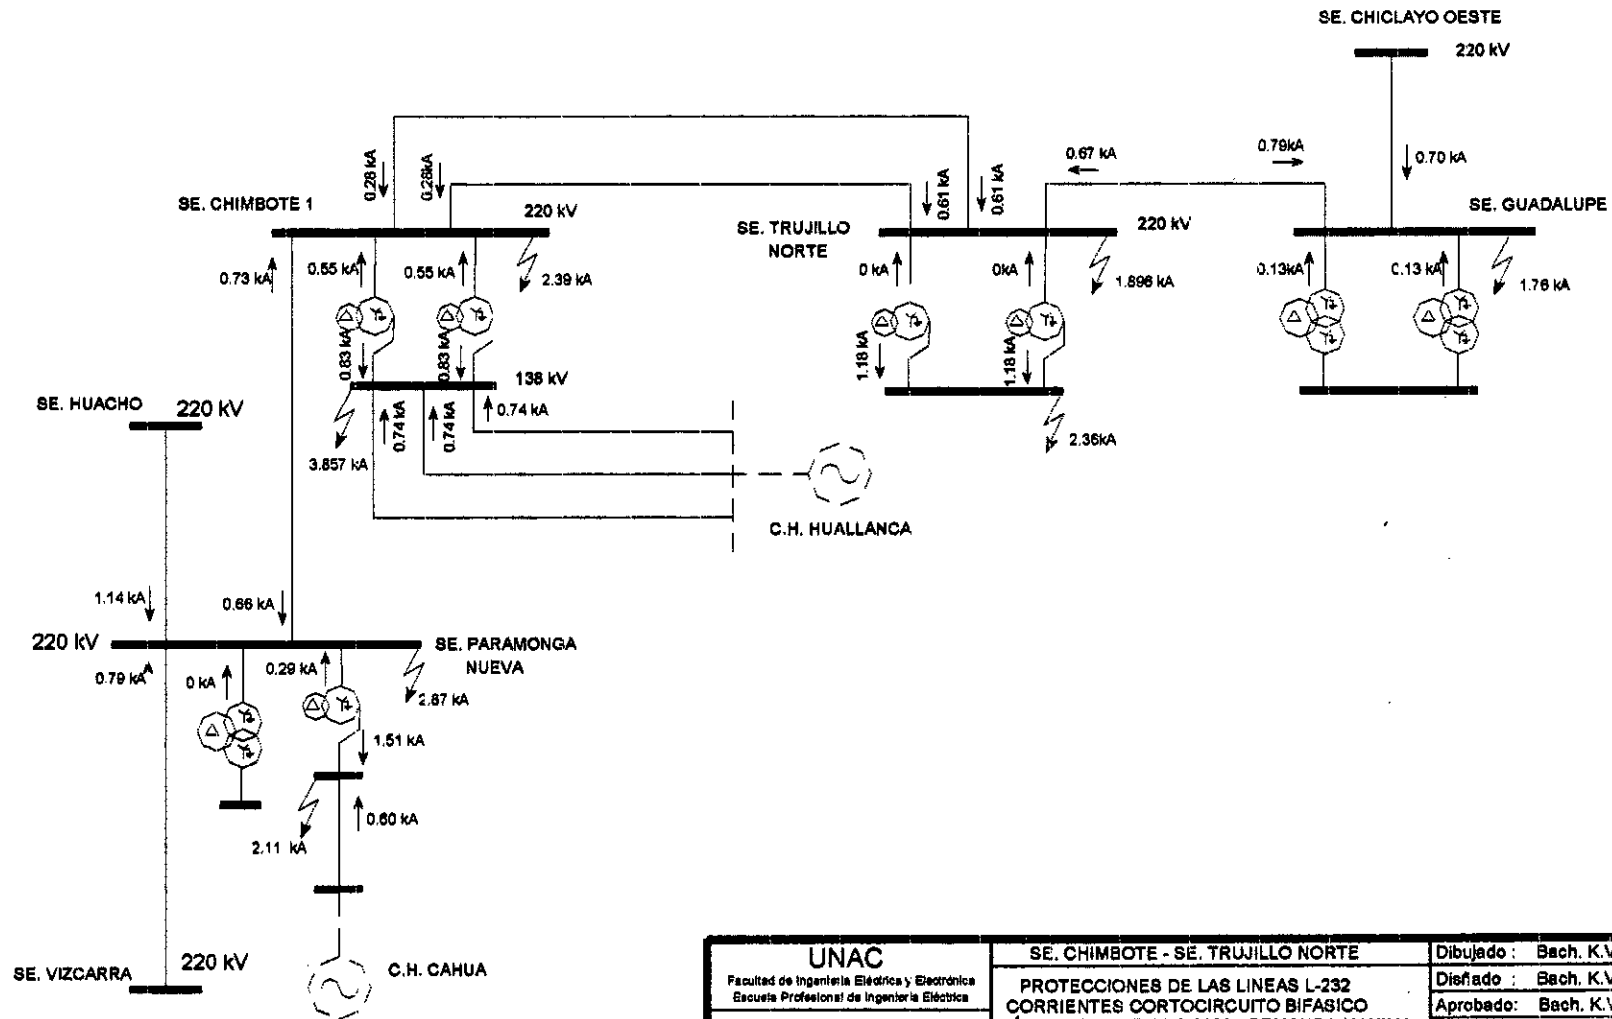 SE. CHICLAYO OESTE
220 kV
0.28 kA
0.28kA
0.61 kA
0.61 kA
0.67 kA
0.79kA
0.70 kA
SE. CHIMBOTE 1
220 kV
SE. TRUJILLO
NORTE
220 kV
SE. GUADALUPE
0.73 kA
0.55 kA
0.55 kA
2.39 kA
0 kA
0kA
1.896 kA
0.13kA
0.13 kA
1.76 kA
0.83 kA
0.83 kA
1.18 kA
1.18 kA
138 kV
SE. HUACHO
220 kV
0.74 kA
0.74 kA
0.74 kA
3.857 kA
2.36kA
C.H. HUALLANCA
1.14 kA
0.66 kA
220 kV
SE. PARAMONGA
NUEVA
0.79 kA
0 kA
0.29 kA
2.87 kA
1.51 kA
0.60 kA
2.11 kA
SE. VIZCARRA
220 kV
C.H. CAHUA
UNAC
Facultad de Ingeniería Eléctrica y Electrónica
Escuela Profesional de Ingeniería Eléctrica
SE. CHIMBOTE - SE. TRUJILLO NORTE
PROTECCIONES DE LAS LINEAS L-232
CORRIENTES CORTOCIRCUITO BIFASICO
Dibujado : Bach. K.V
Diseñado : Bach. K.V
Aprobado: Bach. K.V